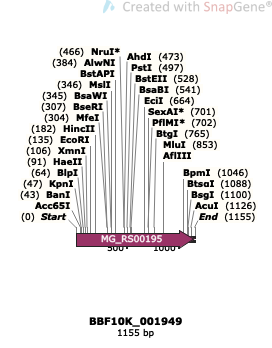 Created with SnapGene®
(466) NruI*
(384) AlwNI
BstAPI
(346) MslI
(345) BsaWI
(307) BseRI
(304) MfeI
(182) HincII
(135) EcoRI
(106) XmnI
(91) HaeII
(64) BlpI
(47) KpnI
(43) BanI
Acc65I
(0) Start
AhdI (473)
PstI (497)
BstEII (528)
BsaBI (541)
EciI (664)
SexAI* (701)
PflMI* (702)
BtgI (765)
MluI (853)
AflIII
BpmI (1046)
BtsαI (1088)
BsgI (1100)
AcuI (1126)
End (1155)
MG_RS00195
500
1000
BBF10K_001949
1155 bp